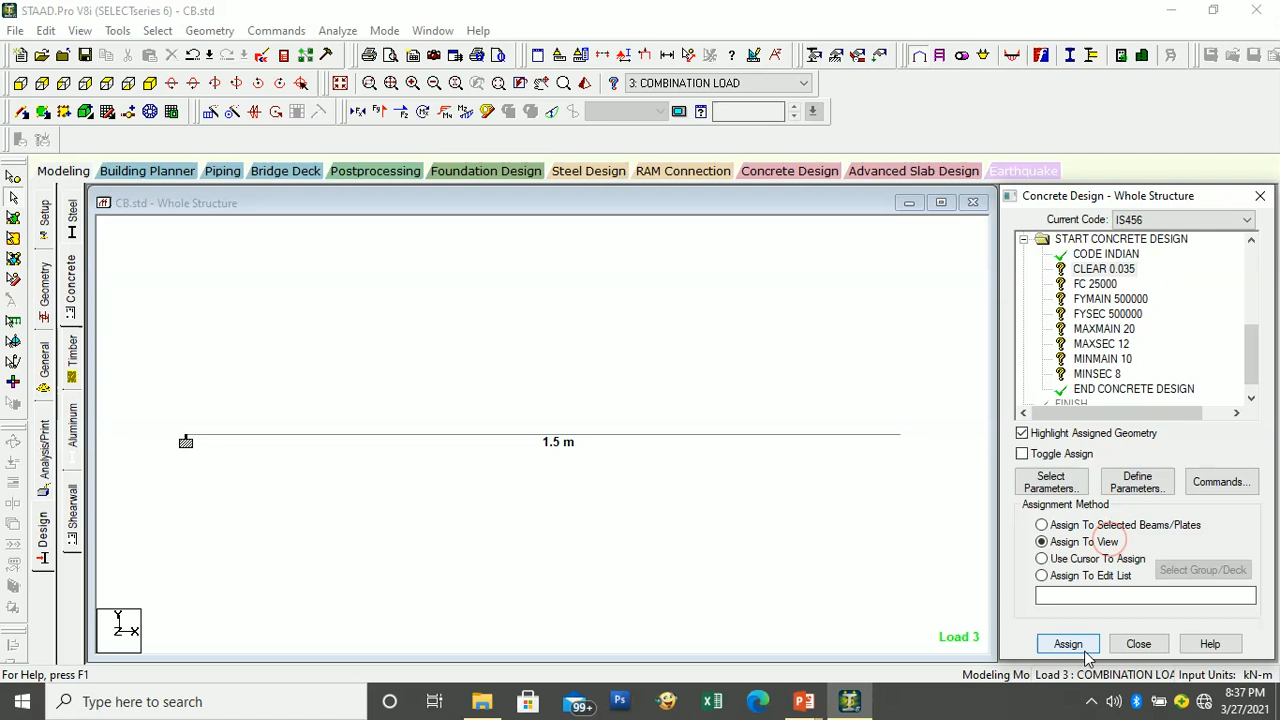 STAAD.Pro V8i (SELECTseries 6) - CB.std
File Edit View Tools Select Geometry Commands Analyze Mode Window Help
3: COMBINATION LOAD
Modeling Building Planner Piping Bridge Deck Postprocessing Foundation Design Steel Design RAM Connection Concrete Design Advanced Slab Design Earthquake
Setup
Geometry
General
Analysis/Print
Design
Steel
Concrete
Timber
Aluminum
Shearwall
CB.std - Whole Structure
1.5 m
Y
Z X
Load 3
Concrete Design - Whole Structure
Current Code: IS456
START CONCRETE DESIGN
CODE INDIAN
CLEAR 0.035
FC 25000
FYMAIN 500000
FYSEC 500000
MAXMAIN 20
MAXSEC 12
MINMAIN 10
MINSEC 8
END CONCRETE DESIGN
FINISH
Highlight Assigned Geometry
Toggle Assign
Select Parameters..
Define Parameters..
Commands...
Assignment Method
Assign To Selected Beams/Plates
Assign To View
Use Cursor To Assign
Select Group/Deck
Assign To Edit List
Assign Close Help
For Help, press F1
Modeling Mo Load 3 : COMBINATION LOA Input Units: kN-m
Type here to search
99+
8:37 PM
3/27/2021